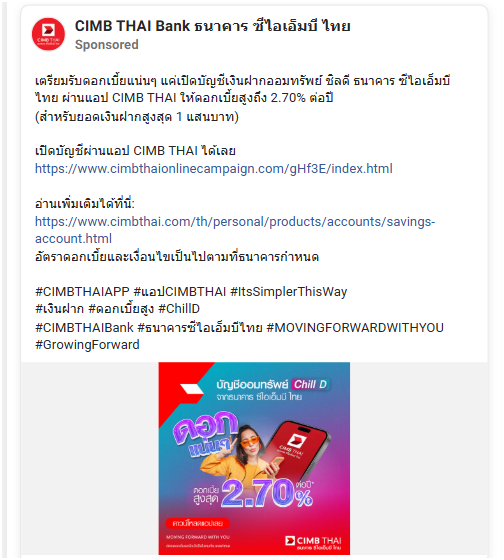 CIMB THAI Bank ธนาคาร ซีไอเอ็มบี ไทย
Sponsored
เตรียมรับดอกเบี้ยแน่นๆ แค่เปิดบัญชีเงินฝากออมทรัพย์ ชิลดี ธนาคาร ซีไอเอ็มบี
ไทย ผ่านแอป CIMB THAI ให้ดอกเบี้ยสูงถึง 2.70% ต่อปี
(สำหรับยอดเงินฝากสูงสุด 1 แสนบาท)
เปิดบัญชีผ่านแอป CIMB THAI ได้เลย
https://www.cimbthaionlinecampaign.com/gHf3E/index.html
อ่านเพิ่มเติมได้ที่นี่:
https://www.cimbthai.com/th/personal/products/accounts/savings-
account.html
อัตราดอกเบี้ยและเงื่อนไขเป็นไปตามที่ธนาคารกำหนด
#CIMBTHAIAPP #แอปCIMBTHAI #ItsSimplerThisWay
#เงินฝาก #ดอกเบี้ยสูง #ChillD
#CIMBTHAIBank #ธนาคารซีไอเอ็มบีไทย #MOVINGFORWARDWITHYOU
#GrowingForward
บัญชีออมทรัพย์ Chill D
จากธนาคาร ซีไอเอ็มบี ไทย
ดอก
แน่นๆ
CIMB THAI
ดอกเบี้ย
สูงสุด 2.70% ต่อปี*
ดาวน์โหลดแอปเลย
MOVING FORWARD WITH YOU
CIMB THAI
ธนาคาร ซีไอเอ็มบี ไทย